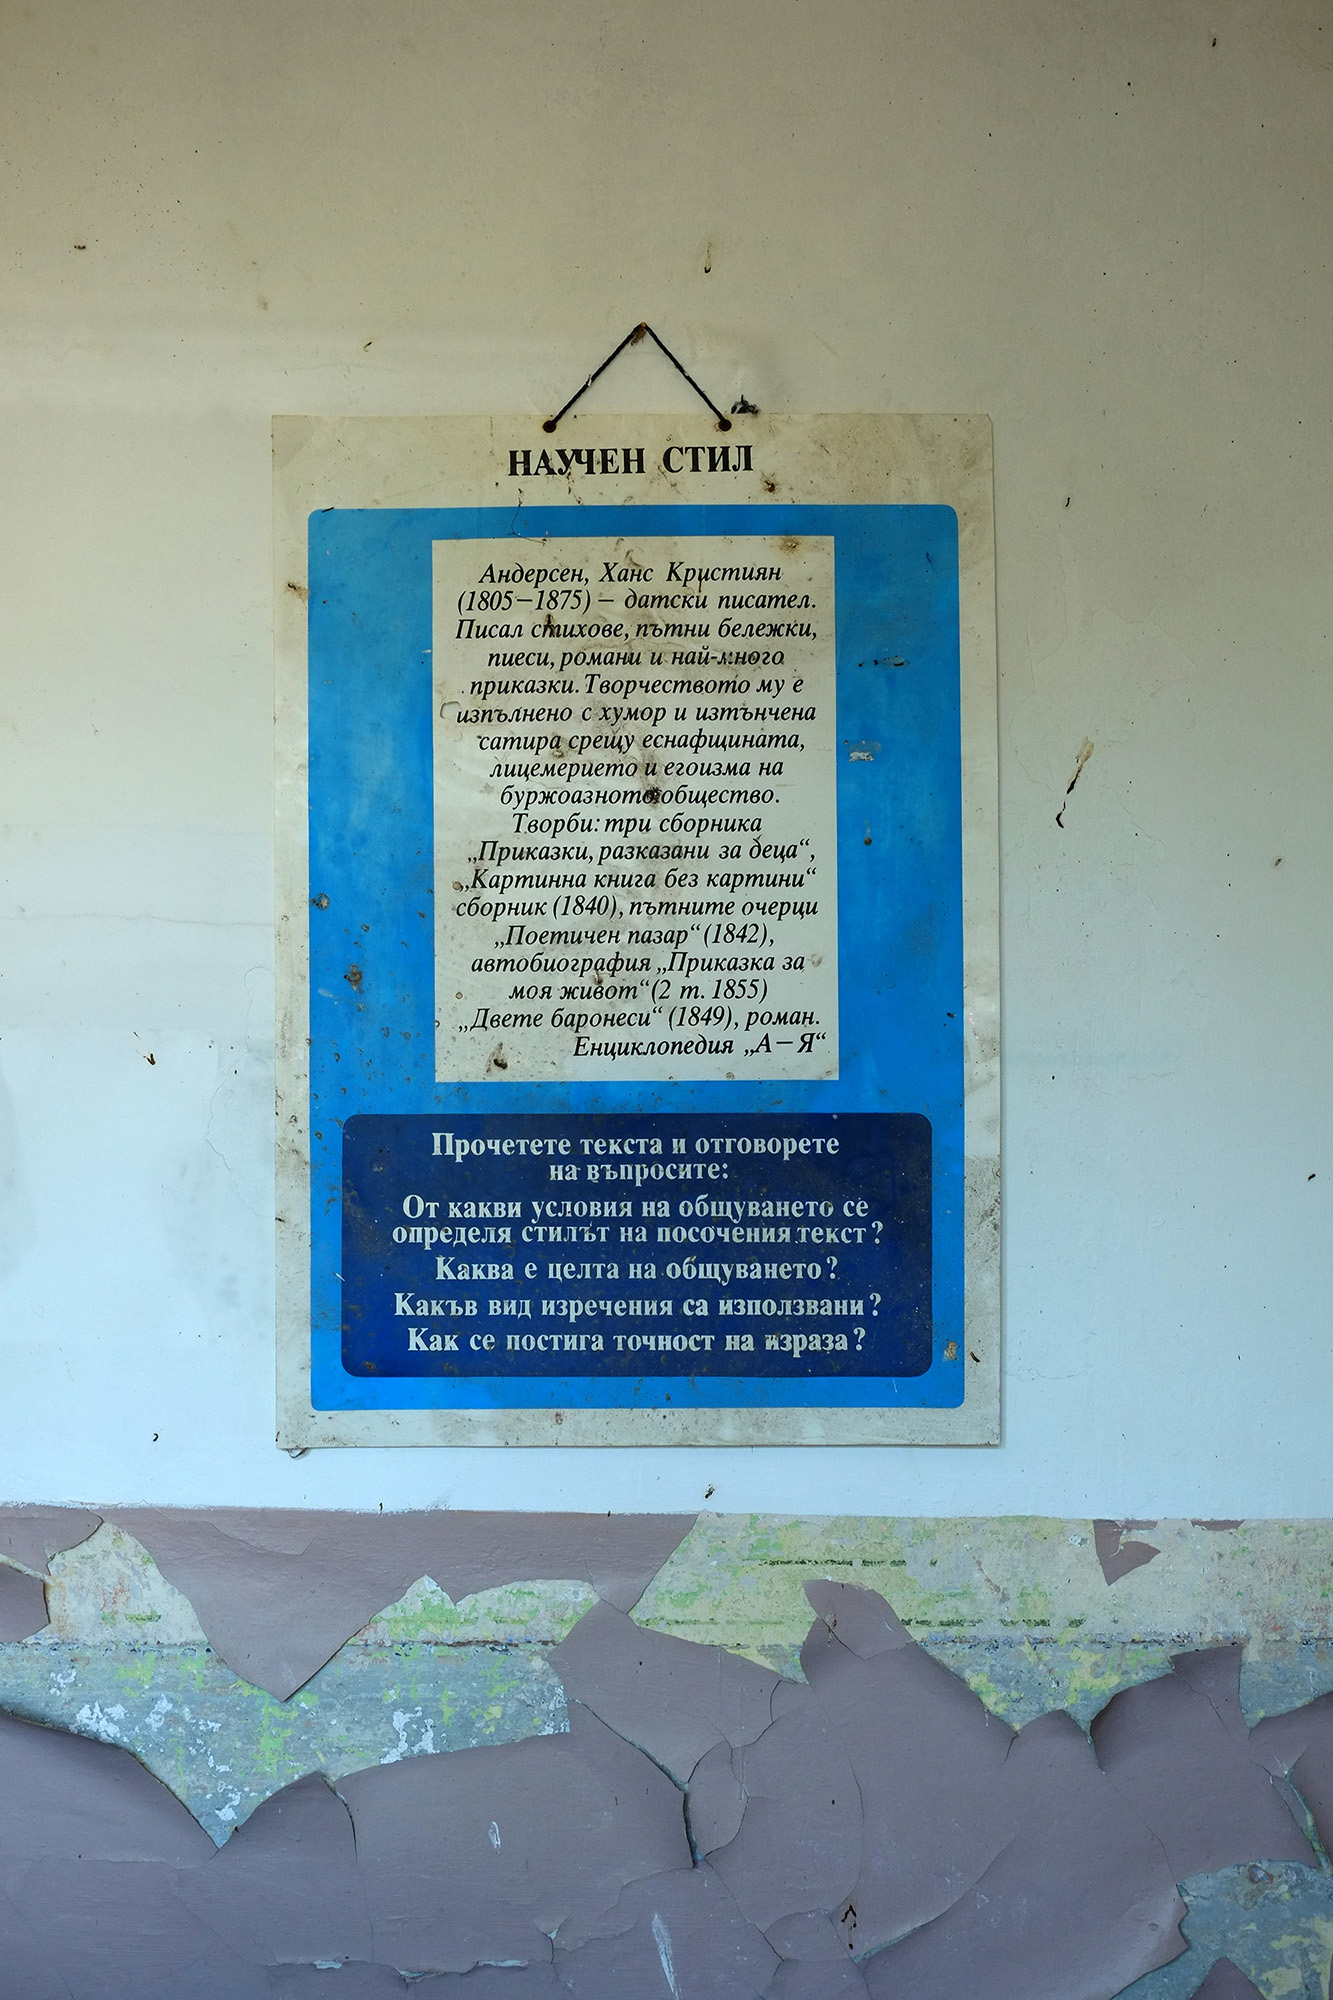 НАУЧЕН СТИЛ
Андерсен, Ханс Кристиян
(1805–1875) – датски писател.
Писал стихове, пътни бележки,
пиеси, романи и най-много
приказки. Творчеството му е
изпълнено с хумор и изтънчена
сатира срещу еснафщината,
лицемерието и егоизма на
буржоазното общество.
Творби: три сборника
„Приказки, разказани за деца“,
„Картинна книга без картини“
сборник (1840), пътните очерци
„Поетичен пазар“ (1842),
автобиография „Приказка за
моя живот“ (2 т. 1855)
„Двете баронеси“ (1849), роман.
Енциклопедия „А – Я“
Прочетете текста и отговорете
на въпросите:
От какви условия на общуването се
определя стилът на посочения текст?
Каква е целта на общуването?
Какъв вид изречения са използвани?
Как се постига точност на израза?